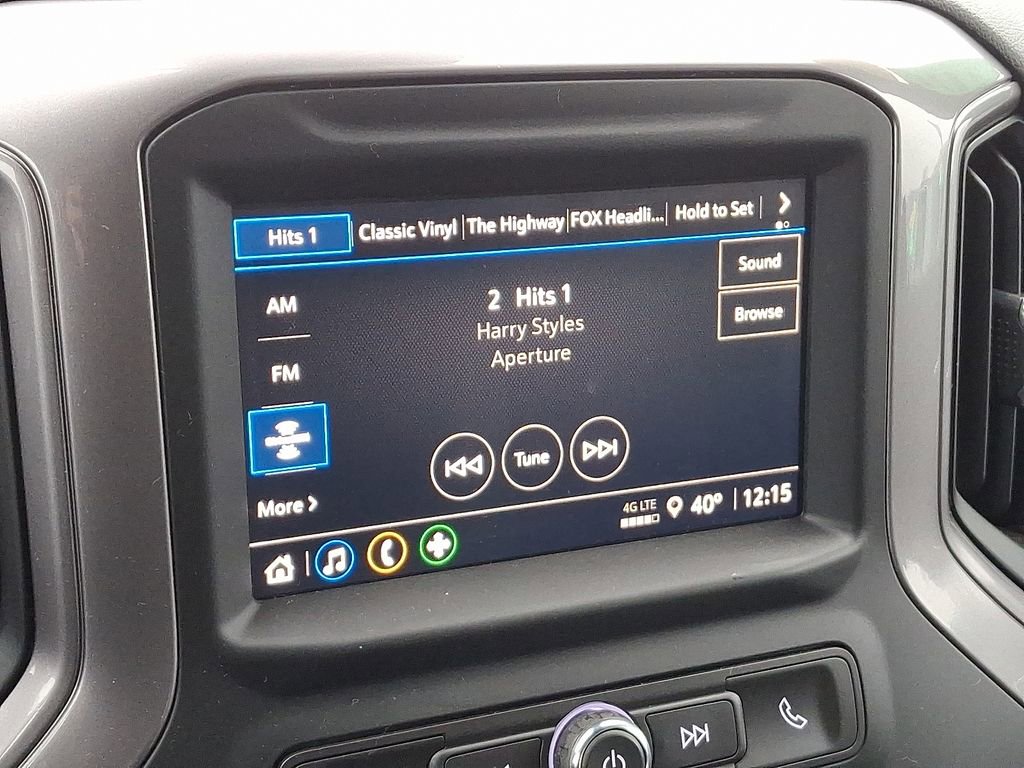 Hits 1
Classic Vinyl
The Highway
FOX Headli...
Hold to Set
AM
FM
More
2 Hits 1
Harry Styles
Aperture
Sound
Browse
Tune
4G LTE
40°
12:15